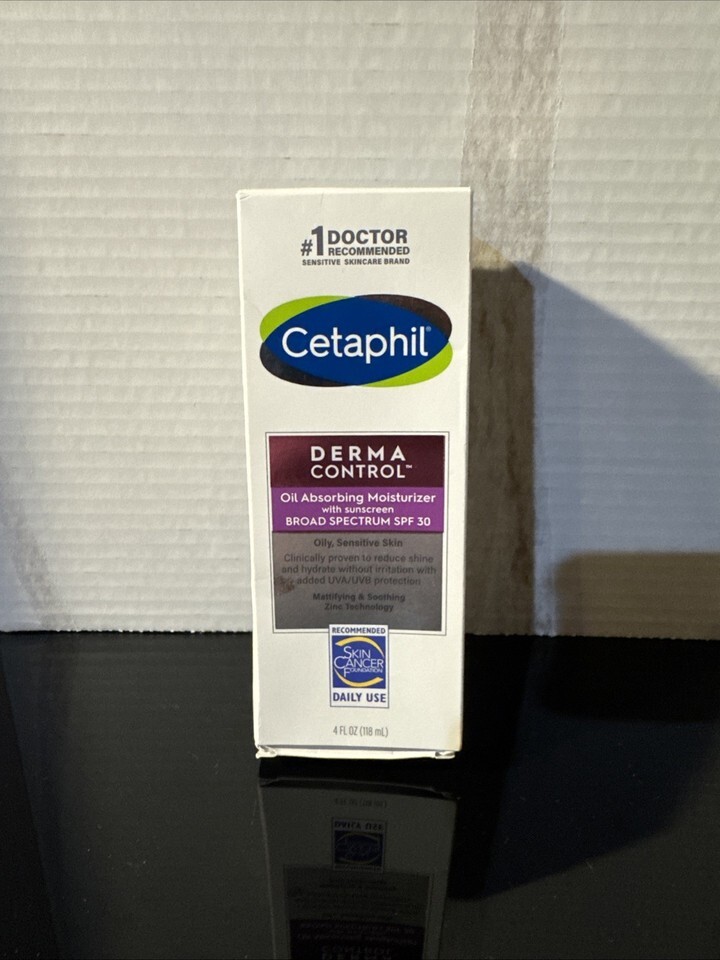 #1 DOCTOR
RECOMMENDED
SENSITIVE SKINCARE BRAND
Cetaphil®
DERMA
CONTROL™
Oil Absorbing Moisturizer
with sunscreen
BROAD SPECTRUM SPF 30
Oily, Sensitive Skin
Clinically proven to reduce shine
and hydrate without irritation with
added UVA/UVB protection
Mattifying & Soothing
Zinc Technology
RECOMMENDED
SKIN
CANCER
FOUNDATION
DAILY USE
4 FL OZ (118 mL)